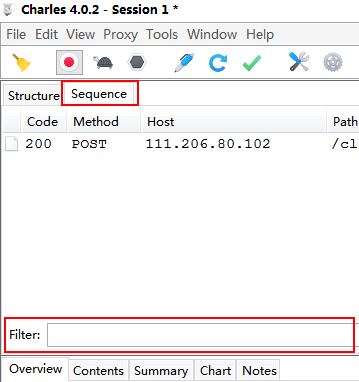 Charles 4.0.2 - Session 1 *
File Edit View Proxy Tools Window Help
Structure Sequence
Code Method Host Path
200 POST 111.206.80.102 /cl
Filter:
Overview Contents Summary Chart Notes